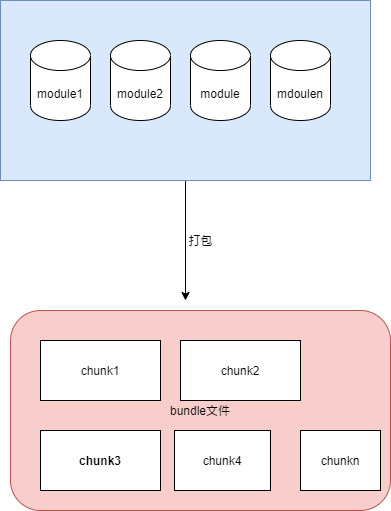 module1
module2
module
mdoulen
打包
chunk1
chunk2
bundle文件
chunk3
chunk4
chunkn